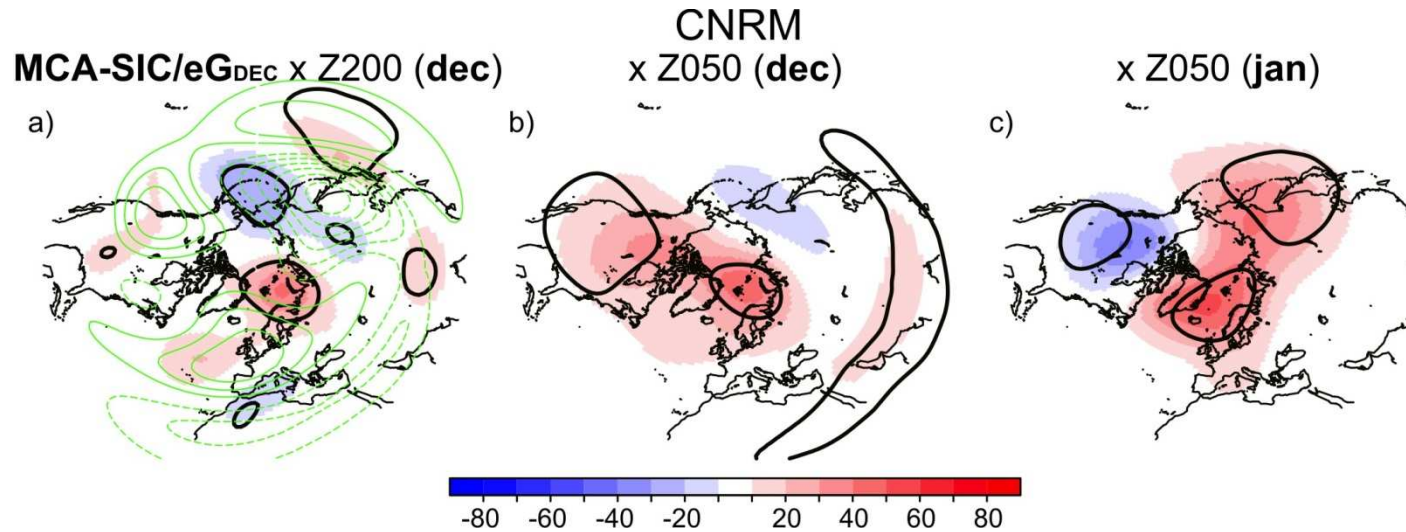 CNRM
MCA-SIC/eGDEC x Z200 (dec)
x Z050 (dec)
x Z050 (jan)
a)
b)
c)
-80 -60 -40 -20 20 40 60 80